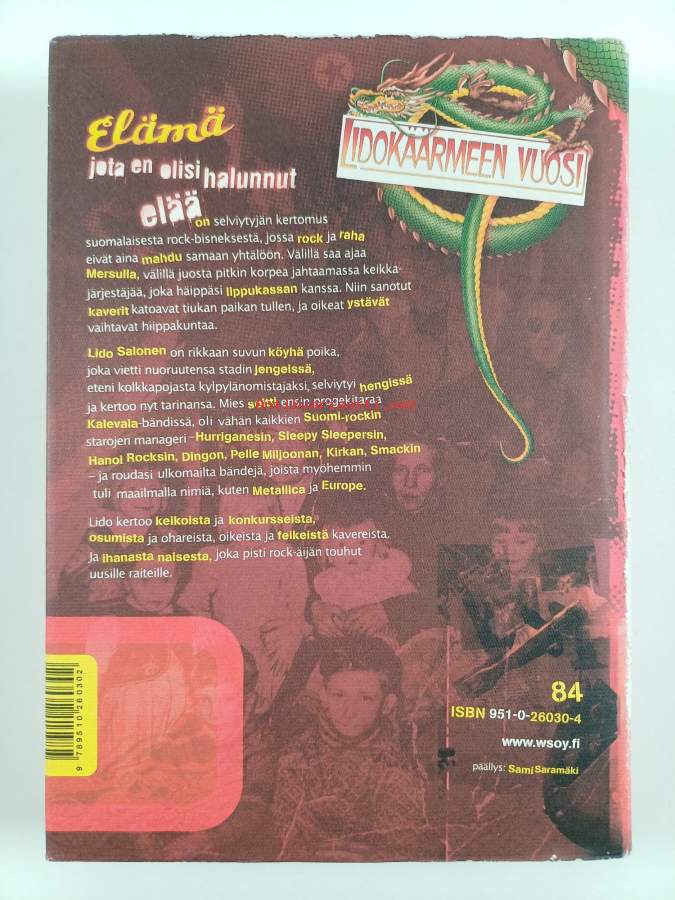 LIDOKÄÄRMEEN VUOSI
Elämä
jota en olisi halunnut
elää on selviytyjän kertomus
suomalaisesta rock-bisneksestä, jossa rock ja raha
eivät aina mahdu samaan yhtälöön. Välillä saa ajaa
Mersulla, välillä juosta pitkin korpea jahtaamassa keikka-
järjestäjää, joka häippäsi lippukassan kanssa. Niin sanotut
kaverit katoavat tiukan paikan tullen, ja oikeat ystävät
vaihtavat hiippakuntaa.
Lido Salonen on rikkaan suvun köyhä poika,
joka vietti nuoruutensa stadin jengeissä,
eteni kolkkapojasta kylpylänomistajaksi, selviytyi hengissä
ja kertoo nyt tarinansa. Mies soitti ensin progekitaraa
Kalevala-bändissä, oli vähän kaikkien Suomi-rockin
starojen manageri – Hurriganesin, Sleepy Sleepersin,
Hanoi Rocksin, Dingon, Pelle Miljoonan, Kirkan, Smackin
– ja roudasi ulkomailta bändejä, joista myöhemmin
tuli maailmalla nimiä, kuten Metallica ja Europe.
Lido kertoo keikoista ja konkursseista,
osumista ja ohareista, oikeista ja feikeistä kavereista.
Ja ihanasta naisesta, joka pisti rock-äijän touhut
uusille raiteille.
9 789510 260302
84
ISBN 951-0-26030-4
www.wsoy.fi
päällys: Sami Saramäki